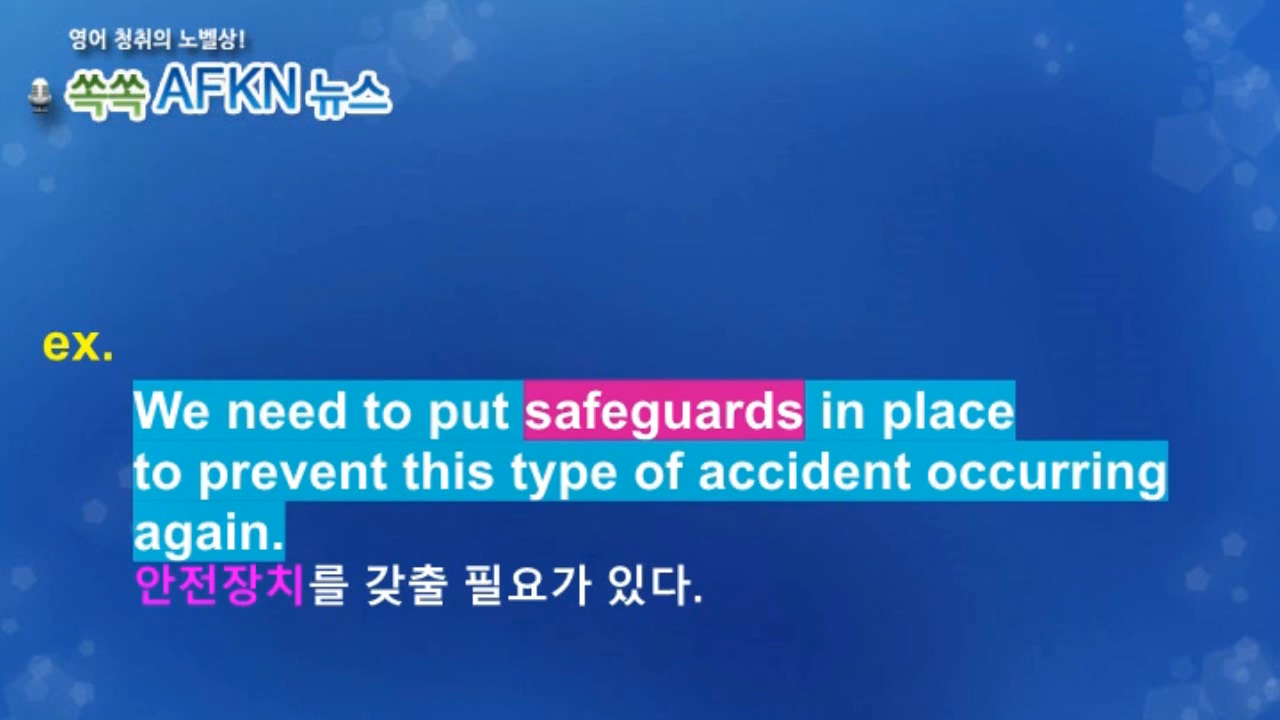 영어 청취의 노벨상!
쏙쏙 AFKN 뉴스
ex.
We need to put safeguards in place
to prevent this type of accident occurring
again.
안전장치를 갖출 필요가 있다.